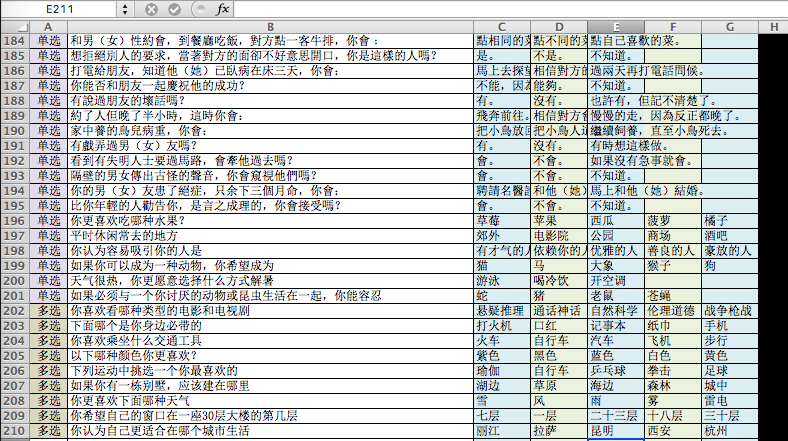 E211 fx
A B C D E F G H
184 单选 和男（女）性約會，到餐廳吃飯，對方點一客牛排，你會： 點相同的菜 點不同的菜 點自己喜歡的菜。
185 单选 想拒絕別人的要求，當著對方的面卻不好意思開口，你是這樣的人嗎？ 是。 不是。 不知道。
186 单选 打電給朋友，知道他（她）已臥病在床三天，你會： 馬上去探望 相信對方的 過兩天再打電話問候。
187 单选 你能否和朋友一起慶祝他的成功？ 不能，因為 能夠。 不知道。
188 单选 有說過朋友的壞話嗎？ 有。 沒有。 也許有，但記不清楚了。
189 单选 約了人但晚了半小時，這時你會： 飛奔前往。 相信對方會 慢慢的走，因為反正都晚了。
190 单选 家中養的鳥兒病重，你會： 把小鳥放回 把小鳥人道 繼續飼養，直至小鳥死去。
191 单选 有戲弄過男（女）友嗎？ 有。 沒有。 有時想這樣做。
192 单选 看到有失明人士要過馬路，會牽他過去嗎？ 會。 不會。 如果沒有急事就會。
193 单选 隔壁的男女傳出古怪的聲音，你會窺視他們嗎？ 會。 不會。 不知道。
194 单选 你的男（女）友患了絕症，只余下三個月命，你會： 聘請名醫診 和他（她） 馬上和他（她）結婚。
195 单选 比你年輕的人勸告你，是言之成理的，你會接受嗎？ 會。 不會。 不知道。
196 单选 你更喜欢吃哪种水果？ 草莓 苹果 西瓜 菠萝 橘子
197 单选 平时休闲常去的地方 郊外 电影院 公园 商场 酒吧
198 单选 你认为容易吸引你的人是 有才气的人 依赖你的人 优雅的人 善良的人 豪放的人
199 单选 如果你可以成为一种动物，你希望成为 猫 马 大象 猴子 狗
200 单选 天气很热，你更愿意选择什么方式解暑 游泳 喝冷饮 开空调
201 单选 如果必须与一个你讨厌的动物或昆虫生活在一起，你能容忍 蛇 猪 老鼠 苍蝇
202 多选 你喜欢看哪种类型的电影和电视剧 悬疑推理 通话神话 自然科学 伦理道德 战争枪战
203 多选 下面哪个是你身边必带的 打火机 口红 记事本 纸巾 手机
204 多选 你喜欢乘坐什么交通工具 火车 自行车 汽车 飞机 步行
205 多选 以下哪种颜色你更喜欢？ 紫色 黑色 蓝色 白色 黄色
206 多选 下列运动中挑选一个你最喜欢的 瑜伽 自行车 乒乓球 拳击 足球
207 多选 如果你有一栋别墅，应该建在哪里 湖边 草原 海边 森林 城中
208 多选 你更喜欢下面哪种天气 雪 风 雨 雾 雷电
209 多选 你希望自己的窗口在一座30层大楼的第几层 七层 一层 二十三层 十八层 三十层
210 多选 你认为自己更适合在哪个城市生活 丽江 拉萨 昆明 西安 杭州